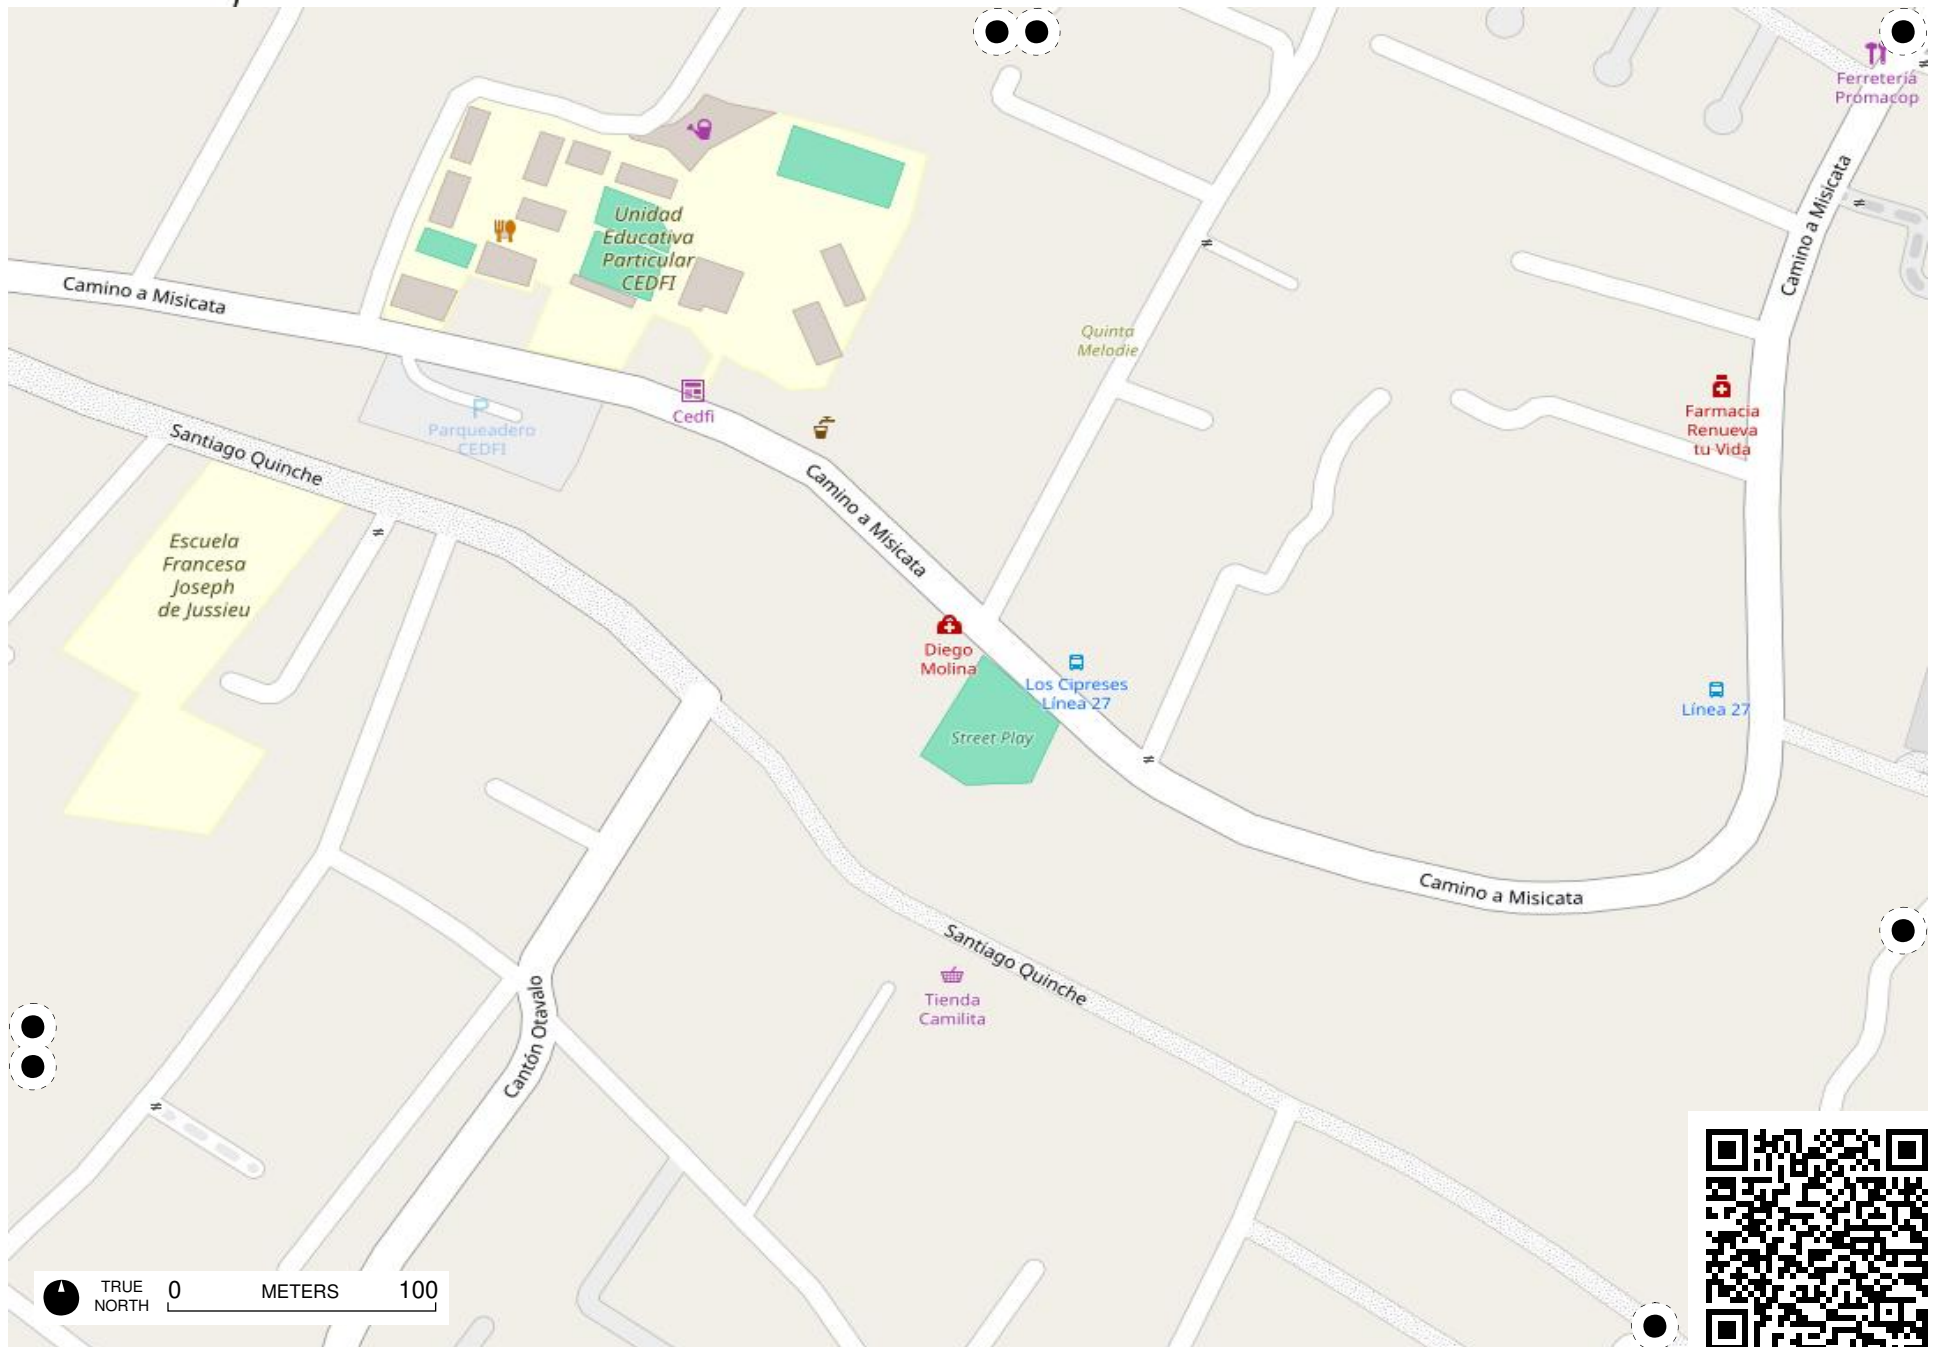 Ferretería
Promacop
Camino a Misicata
Unidad
Educativa
Particular
CEDFI
Camino a Misicata
Quinta
Melodie
Cedfi
Parqueadero
CEDFI
Farmacia
Renueva
tu Vida
Santiago Quinche
Camino a Misicata
Escuela
Francesa
Joseph
de Jussieu
Diego
Molina
Los Cipreses
Línea 27
Línea 27
Street Play
Camino a Misicata
Santiago Quinche
Tienda
Camilita
Cantón Otavalo
TRUE
NORTH
0 METERS 100